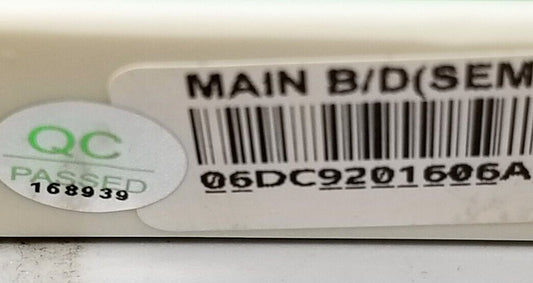 MAIN B/D(SEM
QC
PASSED
168939
06DC9201606A